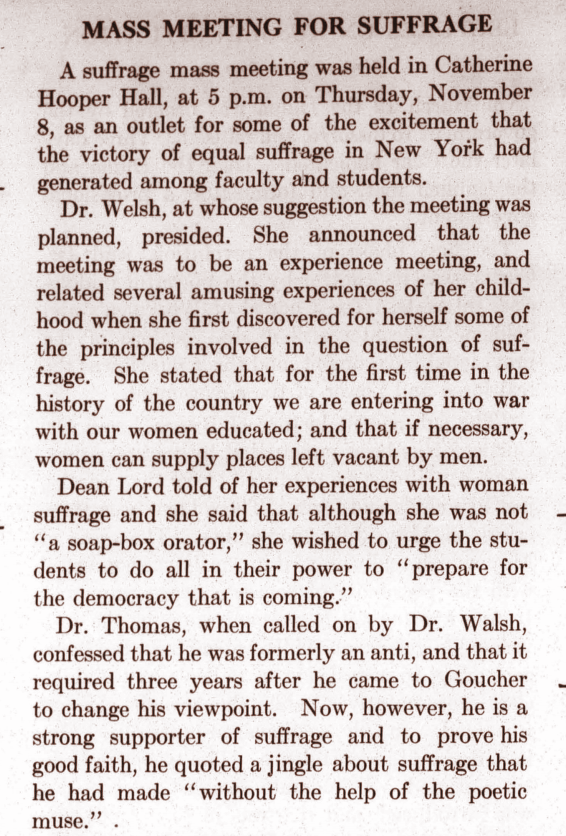 MASS MEETING FOR SUFFRAGE
A suffrage mass meeting was held in Catherine
Hooper Hall, at 5 p.m. on Thursday, November
8, as an outlet for some of the excitement that
the victory of equal suffrage in New York had
generated among faculty and students.
Dr. Welsh, at whose suggestion the meeting was
planned, presided. She announced that the
meeting was to be an experience meeting, and
related several amusing experiences of her child-
hood when she first discovered for herself some of
the principles involved in the question of suf-
frage. She stated that for the first time in the
history of the country we are entering into war
with our women educated; and that if necessary,
women can supply places left vacant by men.
Dean Lord told of her experiences with woman
suffrage and she said that although she was not
"a soap-box orator," she wished to urge the stu-
dents to do all in their power to "prepare for
the democracy that is coming."
Dr. Thomas, when called on by Dr. Walsh,
confessed that he was formerly an anti, and that it
required three years after he came to Goucher
to change his viewpoint. Now, however, he is a
strong supporter of suffrage and to prove his
good faith, he quoted a jingle about suffrage that
he had made "without the help of the poetic
muse."